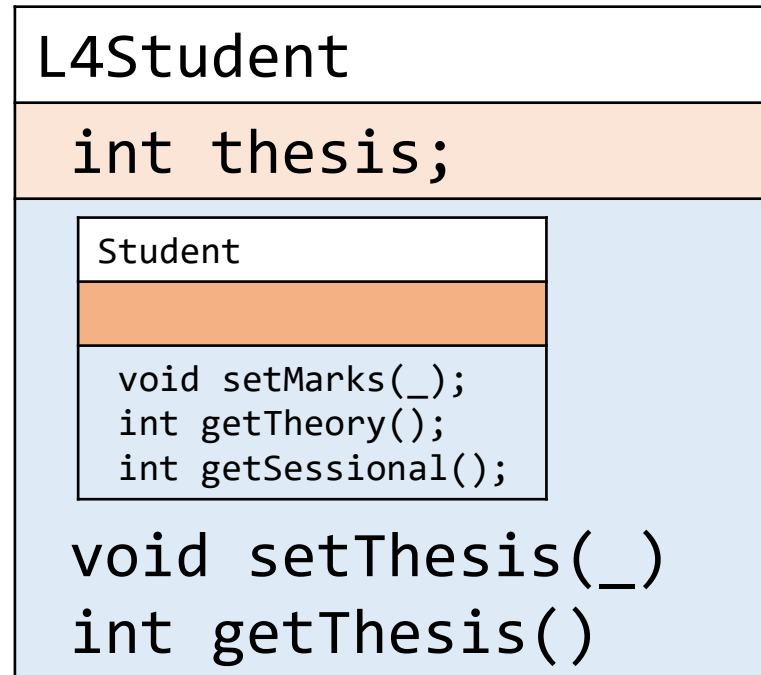 L4Student
int thesis;
Student
void setMarks(_);
int getTheory();
int getSessional();
void setThesis(_)
int getThesis()